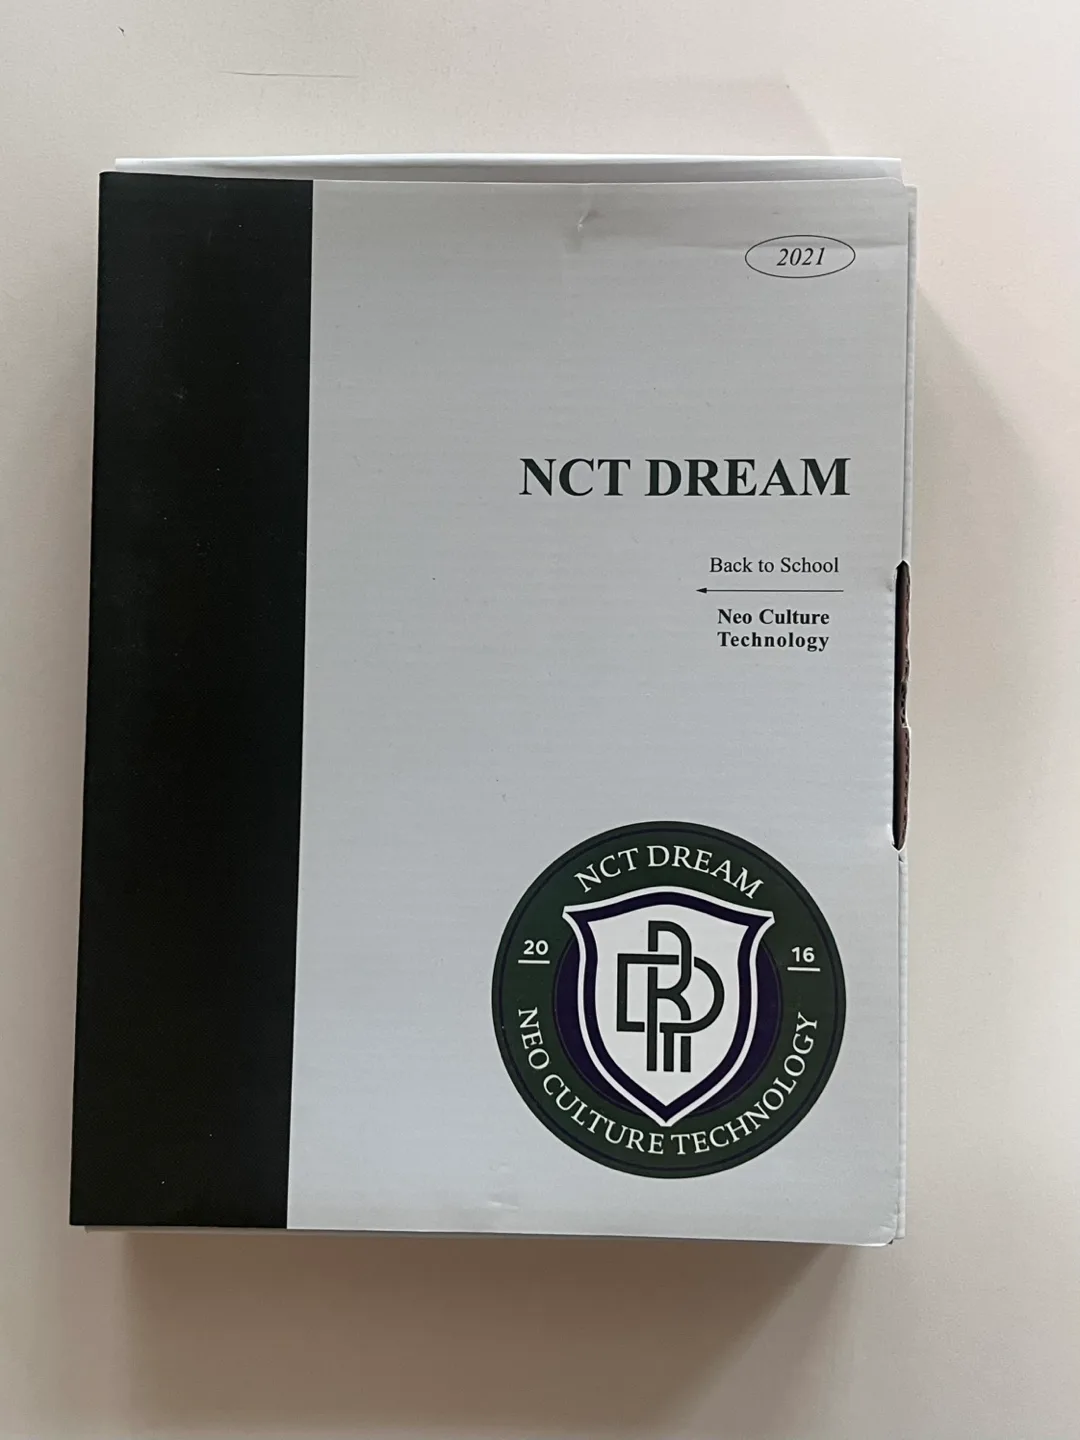 2021
NCT DREAM
Back to School
Neo Culture
Technology
NCT DREAM
20
16
NEO CULTURE TECHNOLOGY